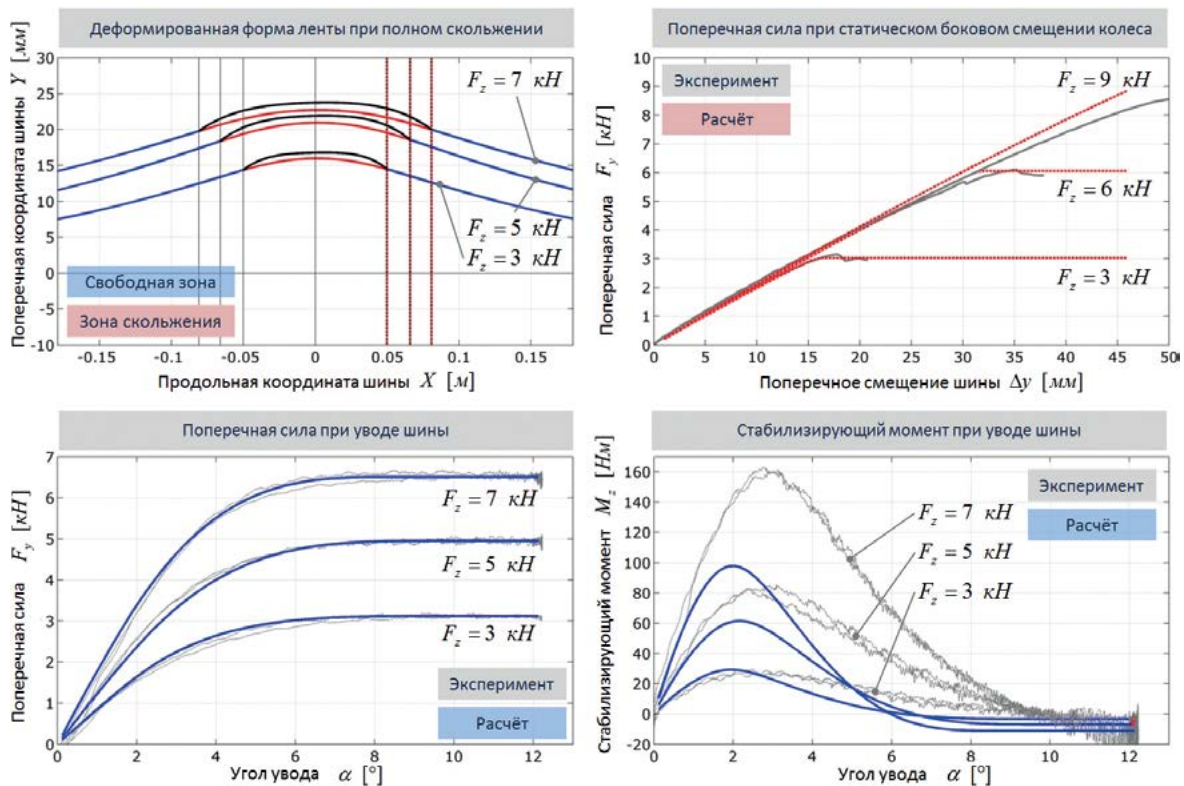 Деформированная форма ленты при полном скольжении
Поперечная координата шины Y [мм]
30
25
20
15
10
5
0
-5
-10
F_z = 7 кН
F_z = 5 кН
F_z = 3 кН
Свободная зона
Зона скольжения
-0.15 -0.1 -0.05 0 0.05 0.1 0.15
Продольная координата шины X [м]
Поперечная сила при статическом боковом смещении колеса
Поперечная сила F_y [кН]
10
9
8
7
6
5
4
3
2
1
0
Эксперимент
Расчёт
F_z = 9 кН
F_z = 6 кН
F_z = 3 кН
0 5 10 15 20 25 30 35 40 45 50
Поперечное смещение шины Δy [мм]
Поперечная сила при уводе шины
Поперечная сила F_y [кН]
7
6
5
4
3
2
1
0
F_z = 7 кН
F_z = 5 кН
F_z = 3 кН
Эксперимент
Расчёт
0 2 4 6 8 10 12
Угол увода α [°]
Стабилизирующий момент при уводе шины
Стабилизирующий момент M_z [Нм]
160
140
120
100
80
60
40
20
0
-20
Эксперимент
Расчёт
F_z = 7 кН
F_z = 5 кН
F_z = 3 кН
0 2 4 6 8 10 12
Угол увода α [°]